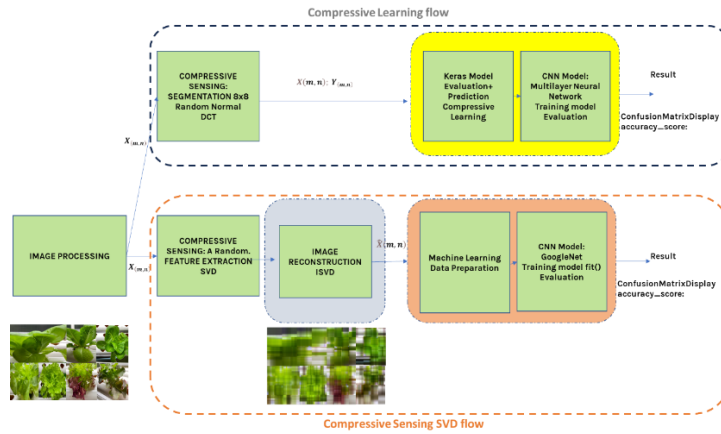 Compressive Learning flow
COMPRESSIVE
SENSING:
SEGMENTATION 8x8
Random Normal
DCT
X(m, n); Y(m,n)
Keras Model
Evaluation+
Prediction
Compressive
Learning
CNN Model:
Multilayer Neural
Network
Training model
Evaluation
Result
ConfusionMatrixDisplay
accuracy_score:
X(m,n)
IMAGE PROCESSING
X(m,n)
COMPRESSIVE
SENSING: A Random.
FEATURE EXTRACTION
SVD
IMAGE
RECONSTRUCTION
ISVD
X̂(m, n)
Machine Learning
Data Preparation
CNN Model:
GoogleNet
Training model fit()
Evaluation
Result
ConfusionMatrixDisplay
accuracy_score:
Compressive Sensing SVD flow